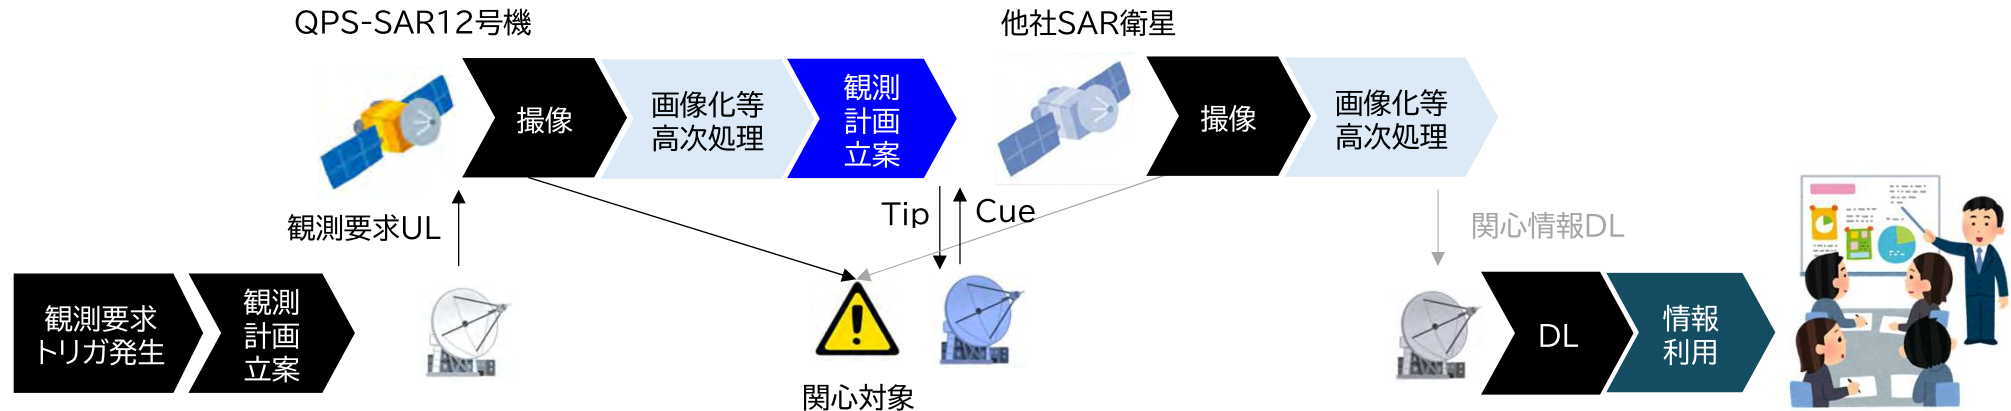 QPS-SAR12号機
他社SAR衛星
撮像
画像化等
高次処理
観測
計画
立案
撮像
画像化等
高次処理
観測要求UL
Tip
Cue
関心情報DL
観測要求
トリガ発生
観測
計画
立案
関心対象
DL
情報
利用